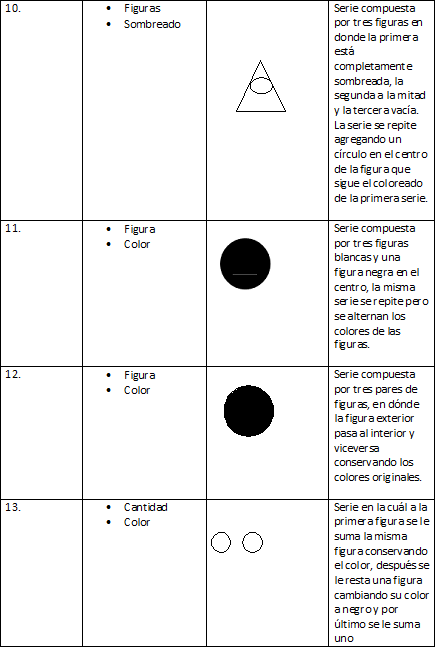 10.
• Figuras
• Sombreado
Serie compuesta
por tres figuras en
donde la primera
está
completamente
sombreada, la
segunda a la mitad
y la tercera vacía.
La serie se repite
agregando un
círculo en el centro
de la figura que
sigue el coloreado
de la primera serie.
11.
• Figura
• Color
Serie compuesta
por tres figuras
blancas y una
figura negra en el
centro, la misma
serie se repite pero
se alternan los
colores de las
figuras.
12.
• Figura
• Color
Serie compuesta
por tres pares de
figuras, en dónde
la figura exterior
pasa al interior y
viceversa
conservando los
colores originales.
13.
• Cantidad
• Color
Serie en la cuál a la
primera figura se le
suma la misma
figura conservando
el color, después se
le resta una figura
cambiando su color
a negro y por
último se le suma
uno